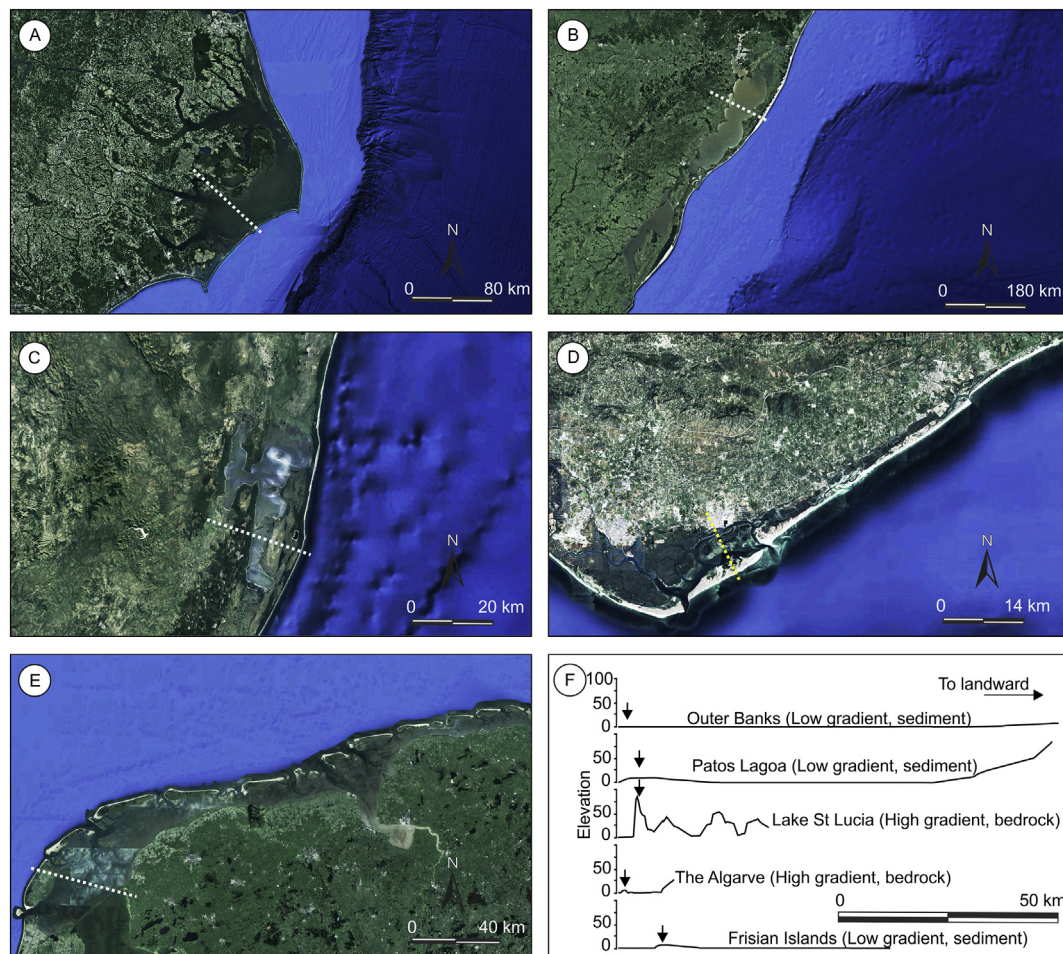 A
N
0 80 km
B
N
0 180 km
C
N
0 20 km
D
N
0 14 km
E
N
0 40 km
F
To landward
Elevation
100
50
0
Outer Banks (Low gradient, sediment)
50
0
Patos Lagoa (Low gradient, sediment)
50
0
Lake St Lucia (High gradient, bedrock)
50
0
The Algarve (High gradient, bedrock)
0 50 km
50
0
Frisian Islands (Low gradient, sediment)